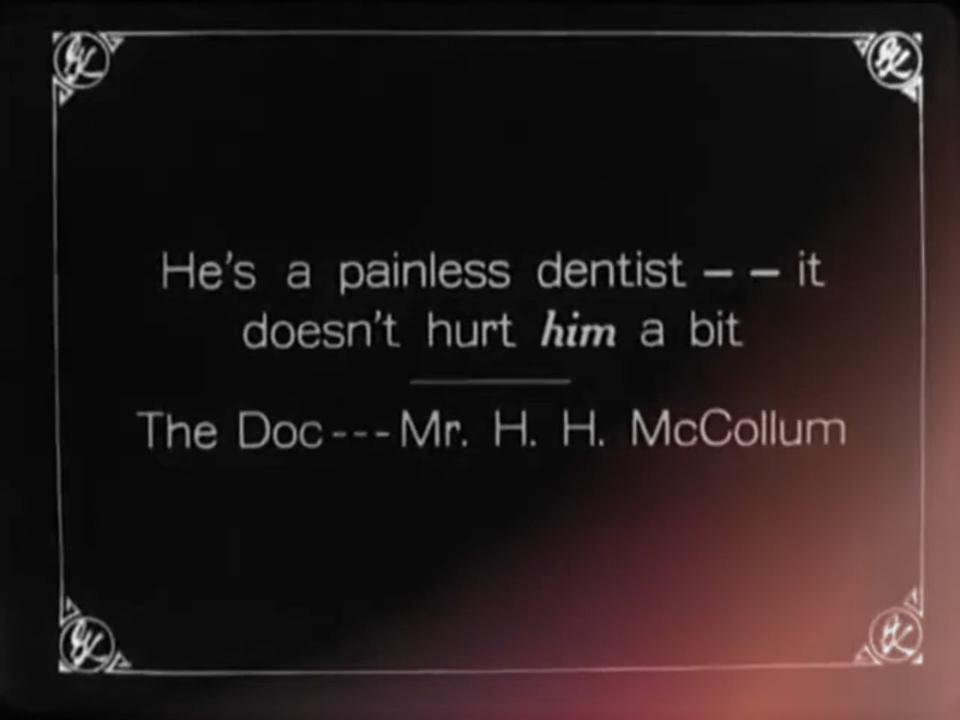 He's a painless dentist – – it
doesn't hurt him a bit
The Doc---Mr. H. H. McCollum